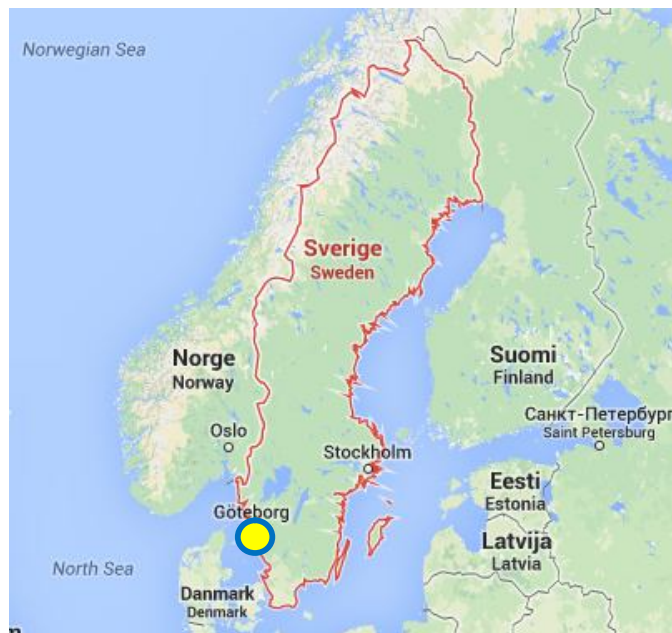 Norwegian Sea
Sverige
Sweden
Norge
Norway
Suomi
Finland
Oslo
Санкт-Петербург
Saint Petersburg
Stockholm
Eesti
Estonia
Göteborg
Latvija
Latvia
North Sea
Danmark
Denmark